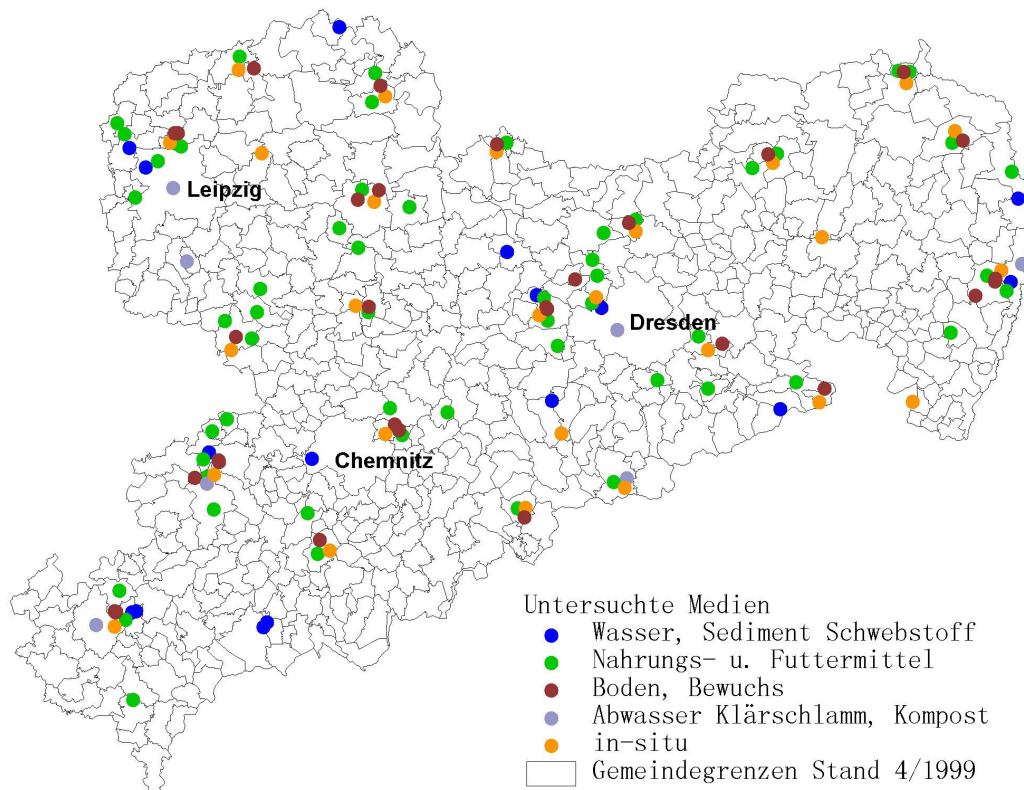 Leipzig
Dresden
Chemnitz
Untersuchte Medien
Wasser, Sediment Schwebstoff
Nahrungs- u. Futtermittel
Boden, Bewuchs
Abwasser Klärschlamm, Kompost
in-situ
Gemeindegrenzen Stand 4/1999